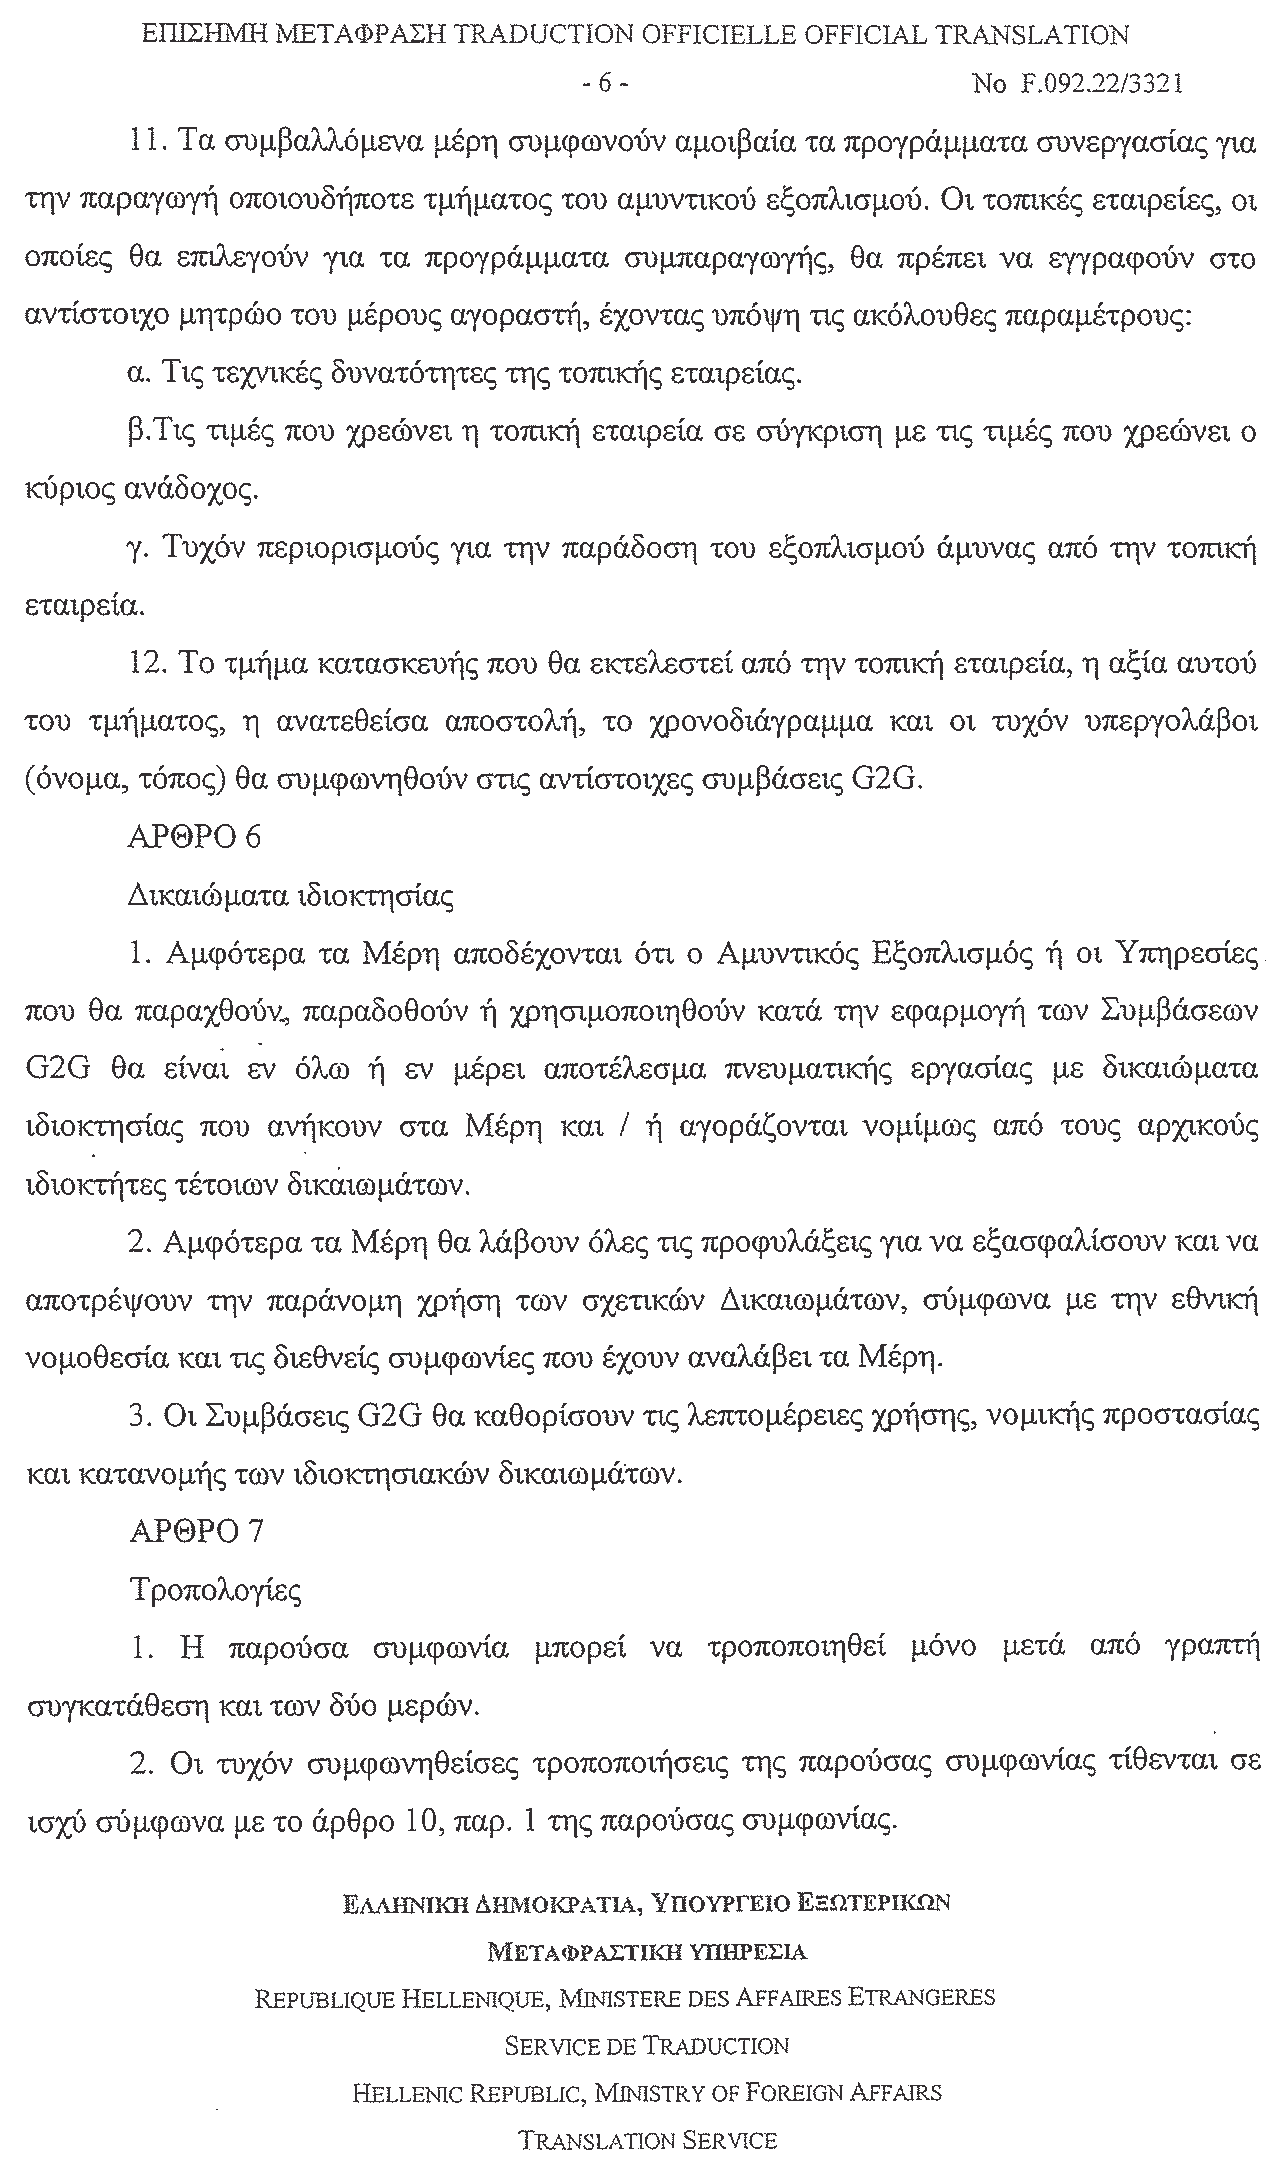 ΕΠΙΣΗΜΗ ΜΕΤΑΦΡΑΣΗ TRADUCTION OFFICIELLE OFFICIAL TRANSLATION
- 6 - No F.092.22/3321
11. Τα συμβαλλόμενα μέρη συμφωνούν αμοιβαία τα προγράμματα συνεργασίας για
την παραγωγή οποιουδήποτε τμήματος του αμυντικού εξοπλισμού. Οι τοπικές εταιρείες, οι
οποίες θα επιλεγούν για τα προγράμματα συμπαραγωγής, θα πρέπει να εγγραφούν στο
αντίστοιχο μητρώο του μέρους αγοραστή, έχοντας υπόψη τις ακόλουθες παραμέτρους:
α. Τις τεχνικές δυνατότητες της τοπικής εταιρείας.
β.Τις τιμές που χρεώνει η τοπική εταιρεία σε σύγκριση με τις τιμές που χρεώνει ο
κύριος ανάδοχος.
γ. Τυχόν περιορισμούς για την παράδοση του εξοπλισμού άμυνας από την τοπική
εταιρεία.
12. Το τμήμα κατασκευής που θα εκτελεστεί από την τοπική εταιρεία, η αξία αυτού
του τμήματος, η ανατεθείσα αποστολή, το χρονοδιάγραμμα και οι τυχόν υπεργολάβοι
(όνομα, τόπος) θα συμφωνηθούν στις αντίστοιχες συμβάσεις G2G.
ΑΡΘΡΟ 6
Δικαιώματα ιδιοκτησίας
1. Αμφότερα τα Μέρη αποδέχονται ότι ο Αμυντικός Εξοπλισμός ή οι Υπηρεσίες
που θα παραχθούν, παραδοθούν ή χρησιμοποιηθούν κατά την εφαρμογή των Συμβάσεων
G2G θα είναι εν όλω ή εν μέρει αποτέλεσμα πνευματικής εργασίας με δικαιώματα
ιδιοκτησίας που ανήκουν στα Μέρη και / ή αγοράζονται νομίμως από τους αρχικούς
ιδιοκτήτες τέτοιων δικαιωμάτων.
2. Αμφότερα τα Μέρη θα λάβουν όλες τις προφυλάξεις για να εξασφαλίσουν και να
αποτρέψουν την παράνομη χρήση των σχετικών Δικαιωμάτων, σύμφωνα με την εθνική
νομοθεσία και τις διεθνείς συμφωνίες που έχουν αναλάβει τα Μέρη.
3. Οι Συμβάσεις G2G θα καθορίσουν τις λεπτομέρειες χρήσης, νομικής προστασίας
και κατανομής των ιδιοκτησιακών δικαιωμάτων.
ΑΡΘΡΟ 7
Τροπολογίες
1. Η παρούσα συμφωνία μπορεί να τροποποιηθεί μόνο μετά από γραπτή
συγκατάθεση και των δύο μερών.
2. Οι τυχόν συμφωνηθείσες τροποποιήσεις της παρούσας συμφωνίας τίθενται σε
ισχύ σύμφωνα με το άρθρο 10, παρ. 1 της παρούσας συμφωνίας.
ΕΛΛΗΝΙΚΗ ΔΗΜΟΚΡΑΤΙΑ, ΥΠΟΥΡΓΕΙΟ ΕΞΩΤΕΡΙΚΩΝ
ΜΕΤΑΦΡΑΣΤΙΚΗ ΥΠΗΡΕΣΙΑ
REPUBLIQUE HELLENIQUE, MINISTERE DES AFFAIRES ETRANGERES
SERVICE DE TRADUCTION
HELLENIC REPUBLIC, MINISTRY OF FOREIGN AFFAIRS
TRANSLATION SERVICE